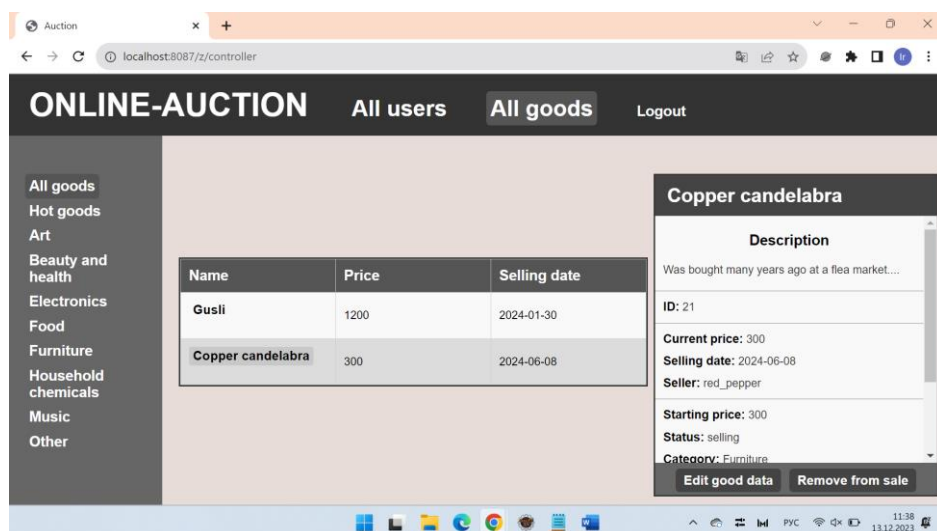 Auction
localhost:8087/z/controller
Ir
ONLINE-AUCTION All users All goods Logout
All goods
Hot goods
Art
Beauty and
health
Electronics
Food
Furniture
Household
chemicals
Music
Other
Name Price Selling date
Gusli 1200 2024-01-30
Copper candelabra 300 2024-06-08
Copper candelabra
Description
Was bought many years ago at a flea market....
ID: 21
Current price: 300
Selling date: 2024-06-08
Seller: red_pepper
Starting price: 300
Status: selling
Category: Furniture
Edit good data Remove from sale
РУС
11:38
13.12.2023